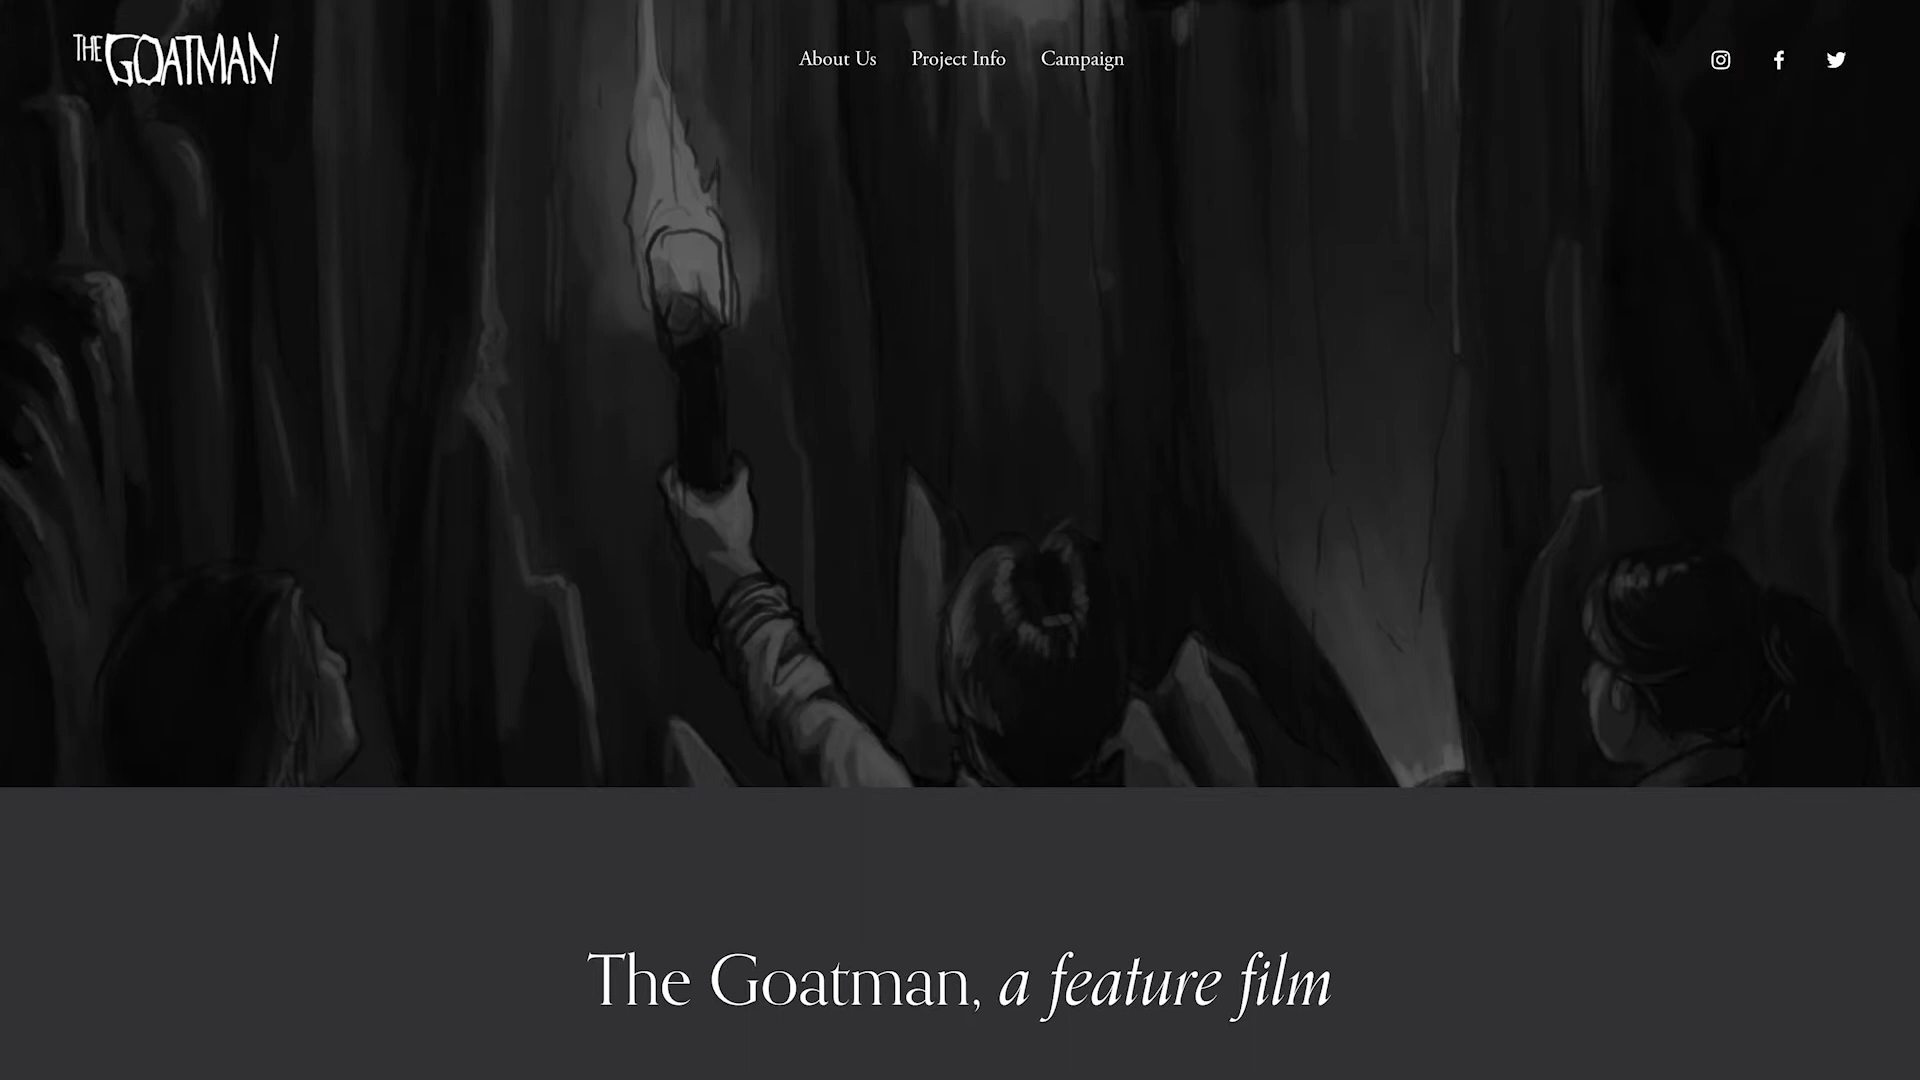 THE GOATMAN
About Us
Project Info
Campaign
The Goatman, a feature film